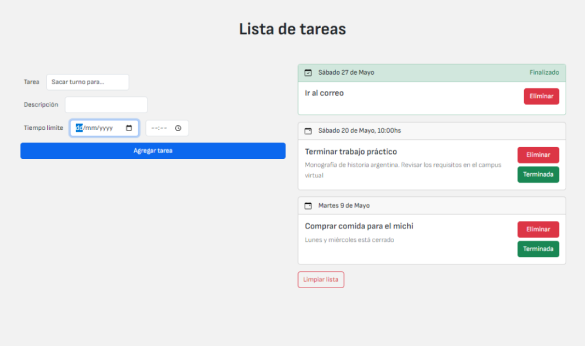 Lista de tareas
Tarea Sacar turno para...
Descripción
Tiempo límite dd/mm/yyyy --:--
Agregar tarea
Sábado 27 de Mayo Finalizado
Ir al correo
Eliminar
Sábado 20 de Mayo, 10:00hs
Terminar trabajo práctico
Monografía de historia argentina. Revisar los requisitos en el campus
virtual
Eliminar
Terminada
Martes 9 de Mayo
Comprar comida para el michi
Lunes y miércoles está cerrado
Eliminar
Terminada
Limpiar lista